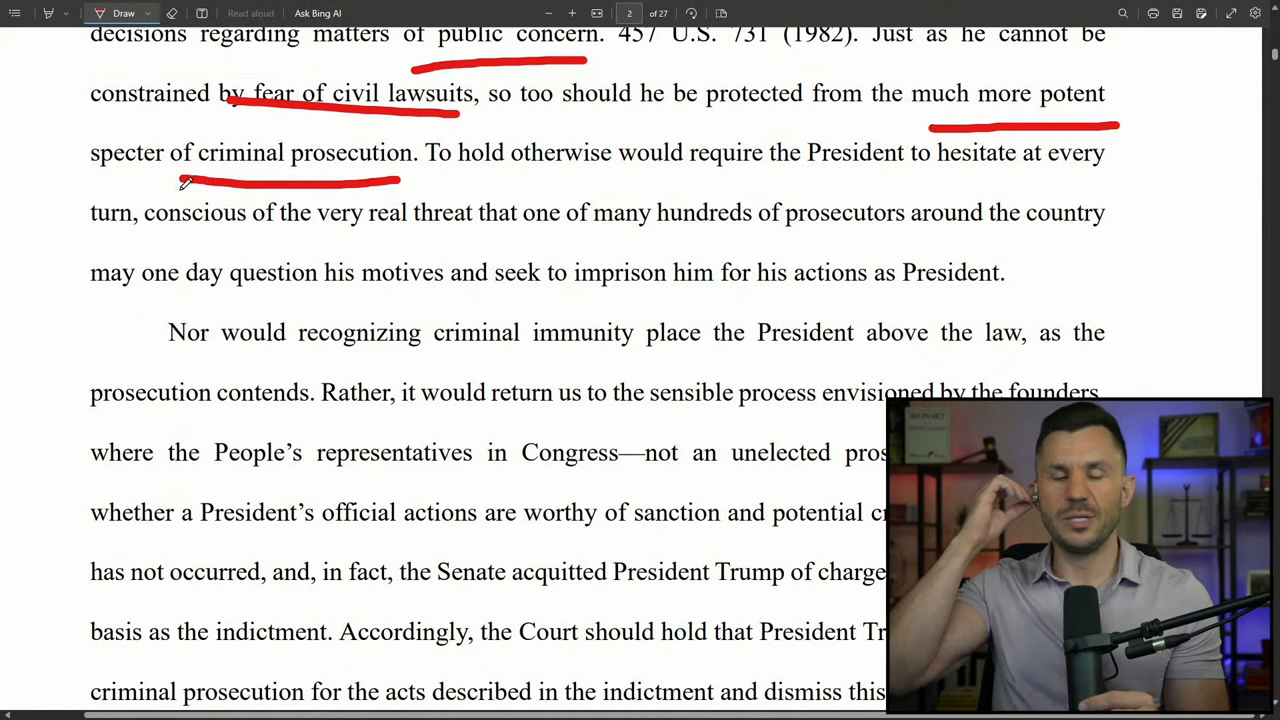 Draw
Read aloud
Ask Bing AI
2
of 27
decisions regarding matters of public concern. 457 U.S. 731 (1982). Just as he cannot be
constrained by fear of civil lawsuits, so too should he be protected from the much more potent
specter of criminal prosecution. To hold otherwise would require the President to hesitate at every
turn, conscious of the very real threat that one of many hundreds of prosecutors around the country
may one day question his motives and seek to imprison him for his actions as President.
Nor would recognizing criminal immunity place the President above the law, as the
prosecution contends. Rather, it would return us to the sensible process envisioned by the founders,
where the People’s representatives in Congress—not an unelected
whether a President’s official actions are worthy of sanction and potential
has not occurred, and, in fact, the Senate acquitted President Trump of
basis as the indictment. Accordingly, the Court should hold that President
criminal prosecution for the acts described in the indictment and dismiss this
REPORT